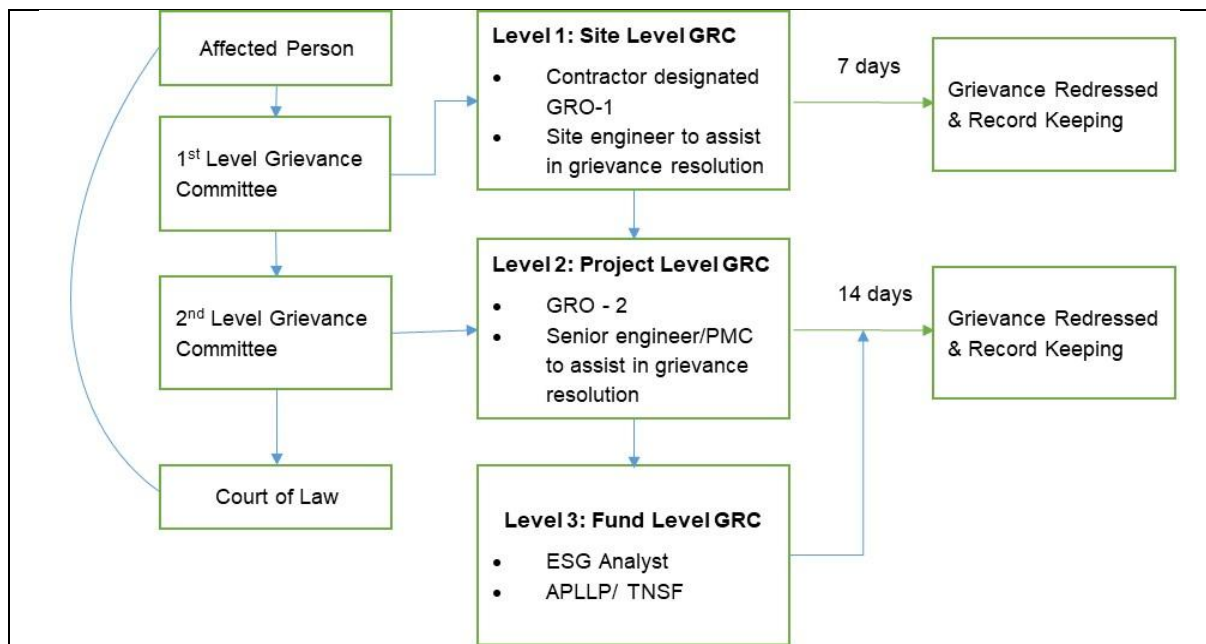 Affected Person
1st Level Grievance
Committee
2nd Level Grievance
Committee
Court of Law
Level 1: Site Level GRC
• Contractor designated
GRO-1
• Site engineer to assist
in grievance resolution
Level 2: Project Level GRC
• GRO - 2
• Senior engineer/PMC
to assist in grievance
resolution
Level 3: Fund Level GRC
• ESG Analyst
• APLLP/ TNSF
7 days
Grievance Redressed
& Record Keeping
14 days
Grievance Redressed
& Record Keeping